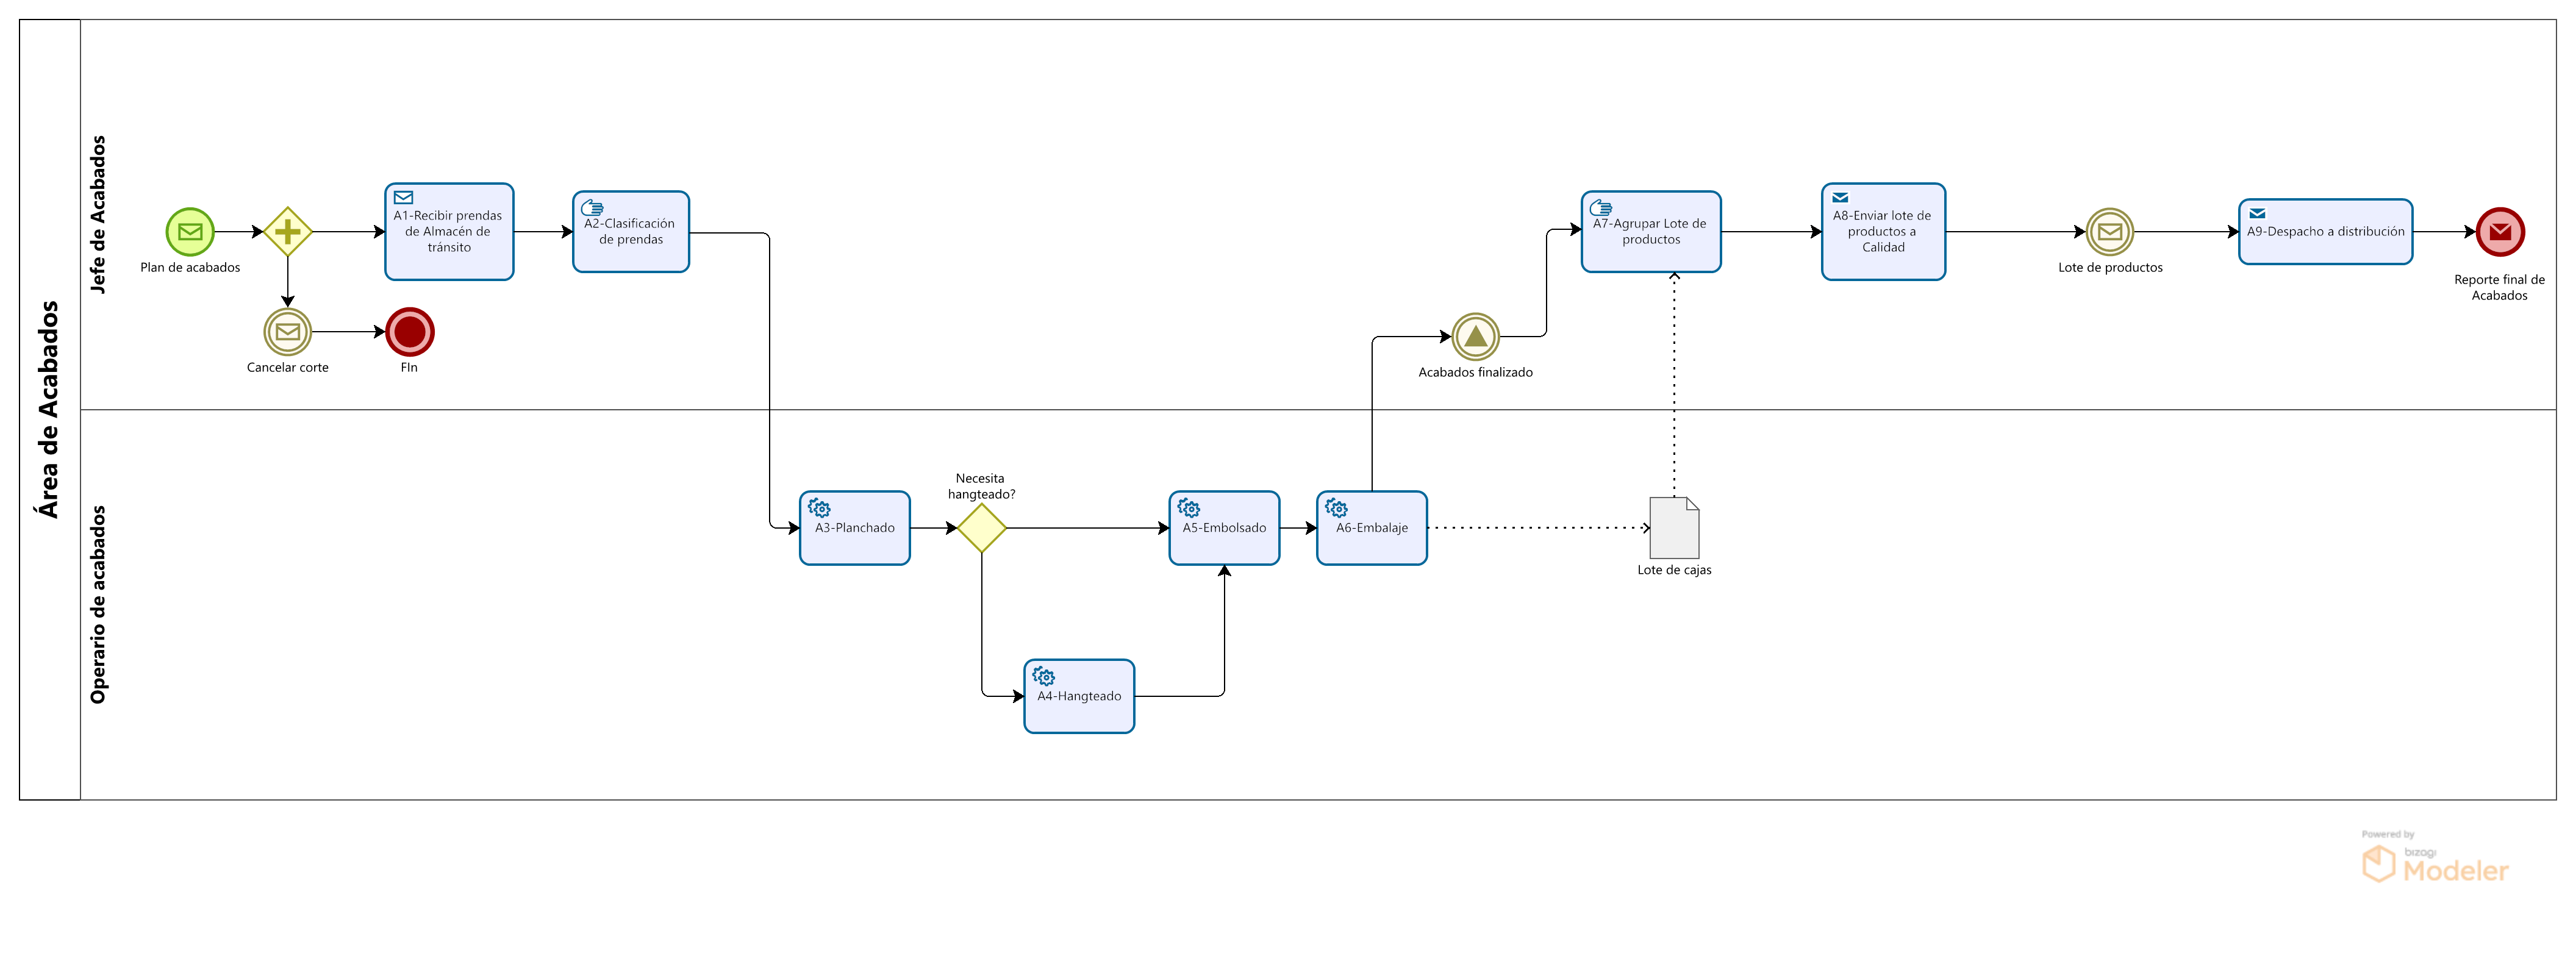 Área de Acabados
Jefe de Acabados
Plan de acabados
Cancelar corte
FIn
A1-Recibir prendas
de Almacén de
tránsito
A2-Clasificación
de prendas
Acabados finalizado
A7-Agrupar Lote de
productos
A8-Enviar lote de
productos a
Calidad
Lote de productos
A9-Despacho a distribución
Reporte final de
Acabados
Operario de acabados
A3-Planchado
Necesita
hangteado?
A4-Hangteado
A5-Embolsado
A6-Embalaje
Lote de cajas
Powered by
bizagi
Modeler